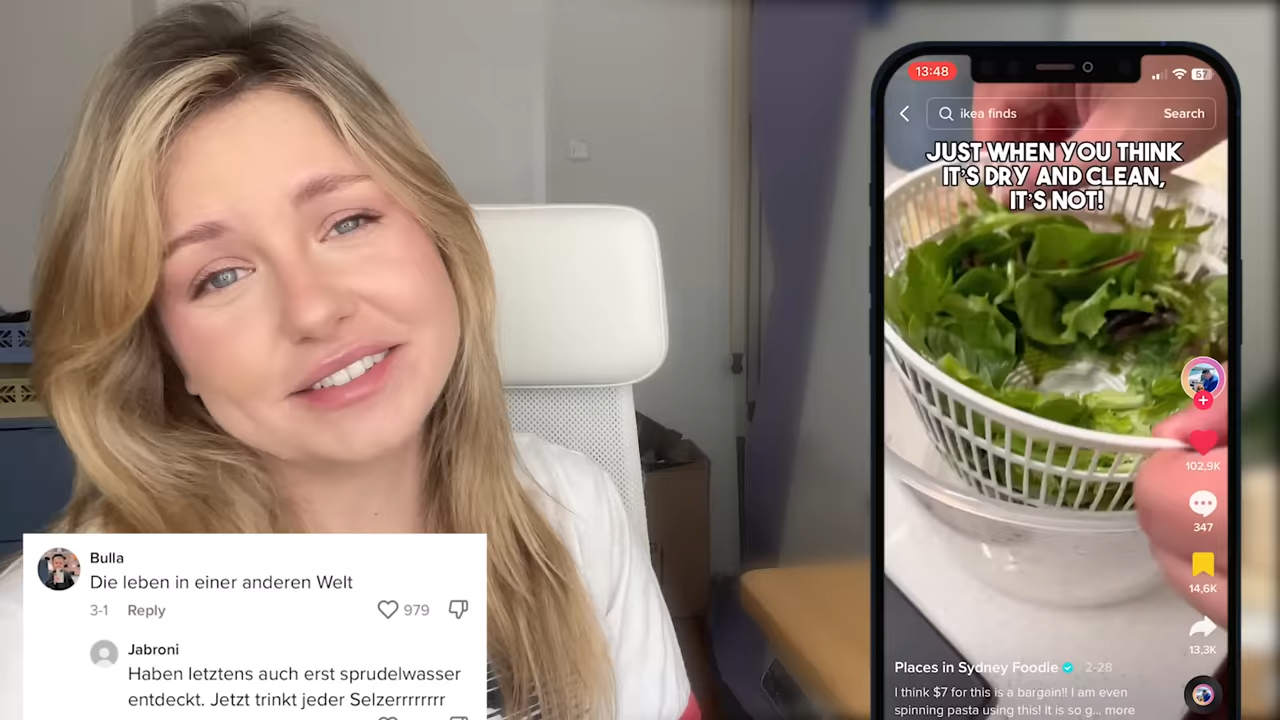 13:48
57
ikea finds
Search
JUST WHEN YOU THINK
IT'S DRY AND CLEAN,
IT'S NOT!
102,9K
347
14,6K
13,3K
Places in Sydney Foodie · 2-28
I think $7 for this is a bargain!! I am even
spinning pasta using this! It is so g... more
Bulla
Die leben in einer anderen Welt
3-1 Reply
979
Jabroni
Haben letztens auch erst sprudelwasser
entdeckt. Jetzt trinkt jeder Selzerrrrrrrr